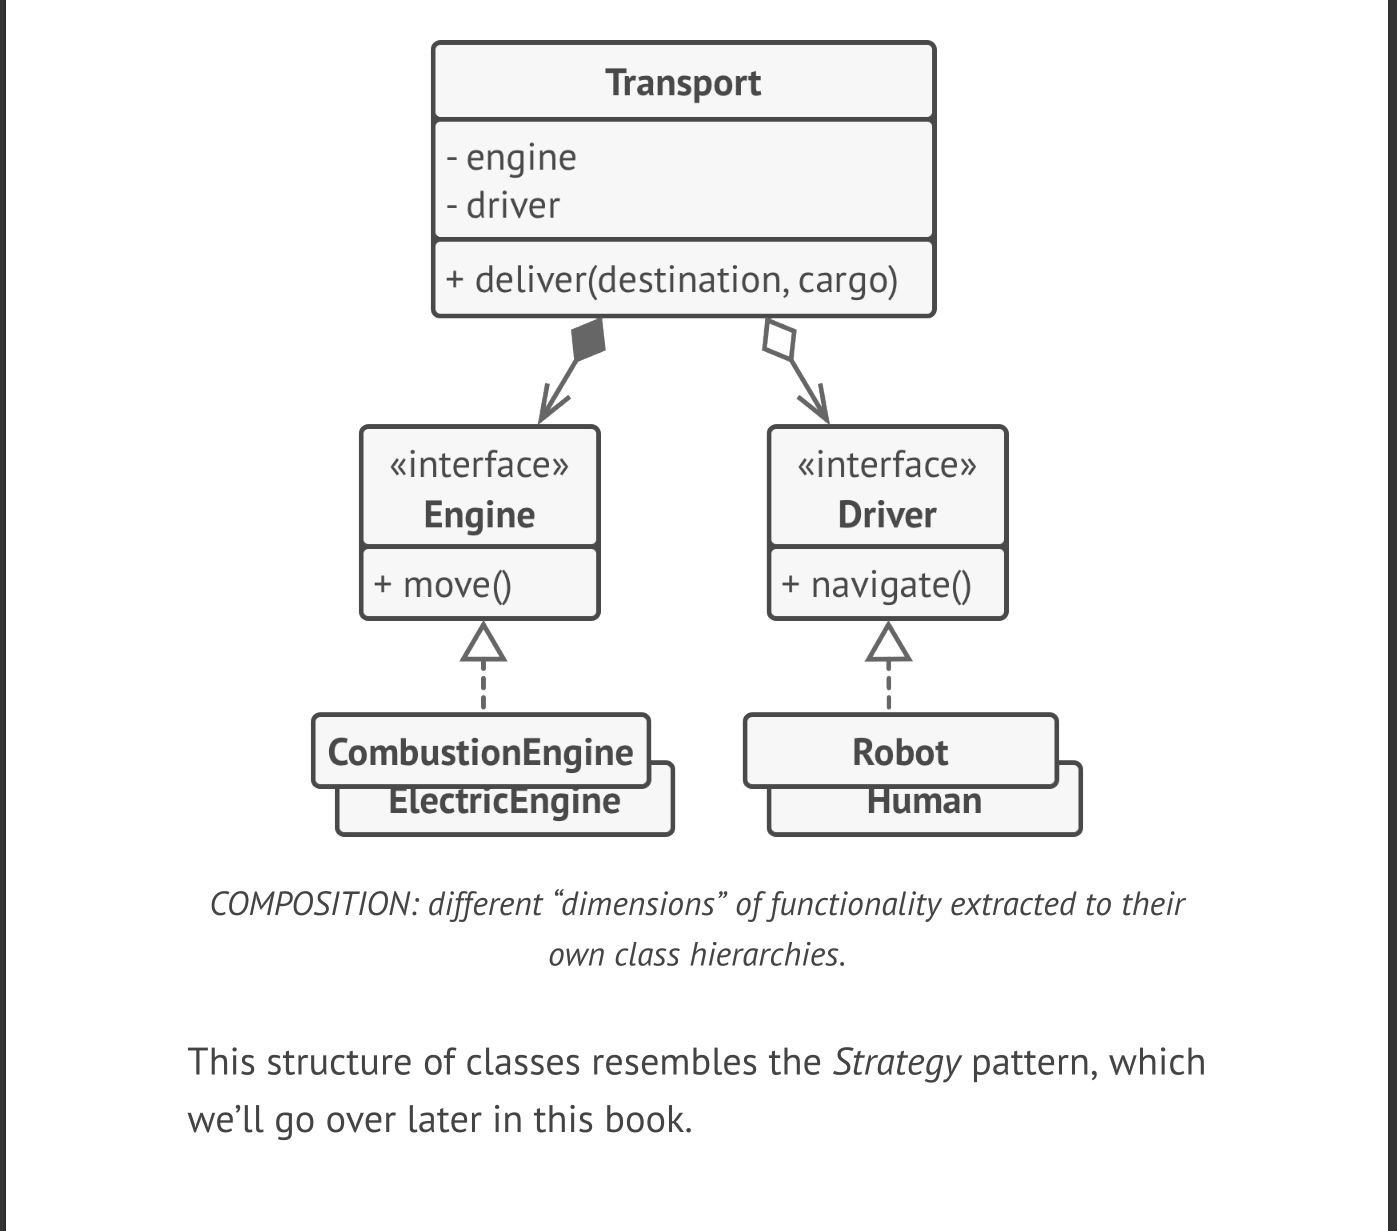 Transport
- engine
- driver
+ deliver(destination, cargo)
«interface»
Engine
+ move()
«interface»
Driver
+ navigate()
CombustionEngine
ElectricEngine
Robot
Human
COMPOSITION: different “dimensions” of functionality extracted to their
own class hierarchies.
This structure of classes resembles the Strategy pattern, which
we’ll go over later in this book.